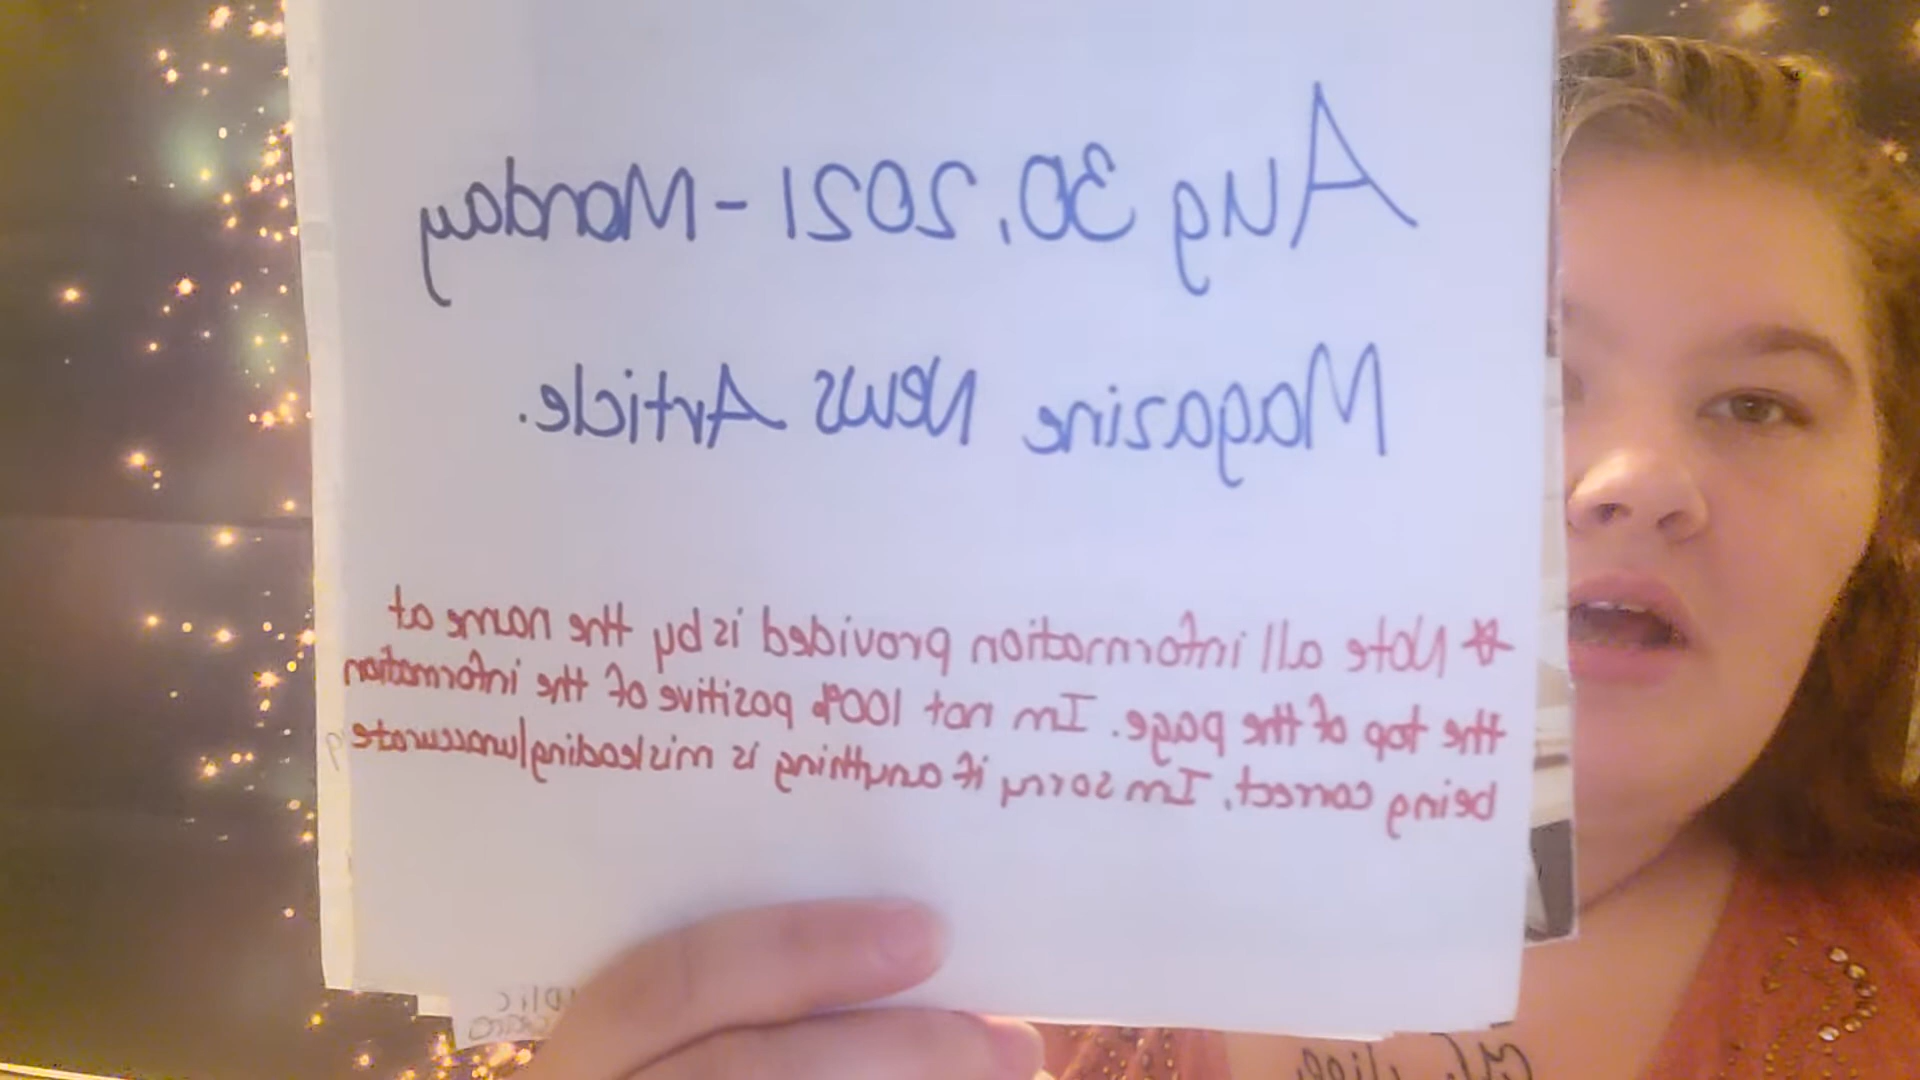 Aug 30, 2021 - Monday
Magazine News Article.
☆ Note all information provided is by the name at
the top of the page. Im not 100% positive of the information
being correct. Im sorry if anything is misleading/unaccurate